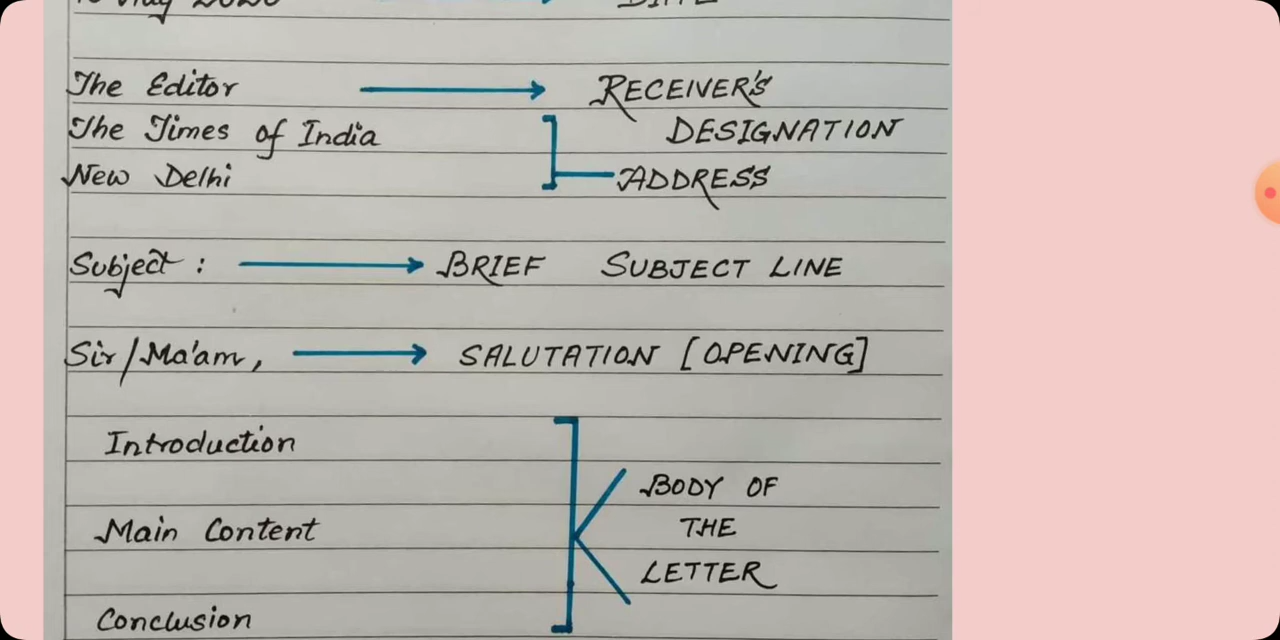 The Editor RECEIVER'S
The Times of India DESIGNATION
New Delhi ADDRESS
Subject : BRIEF SUBJECT LINE
Sir/Ma'am, SALUTATION [OPENING]
Introduction
BODY OF
Main Content THE
LETTER
Conclusion